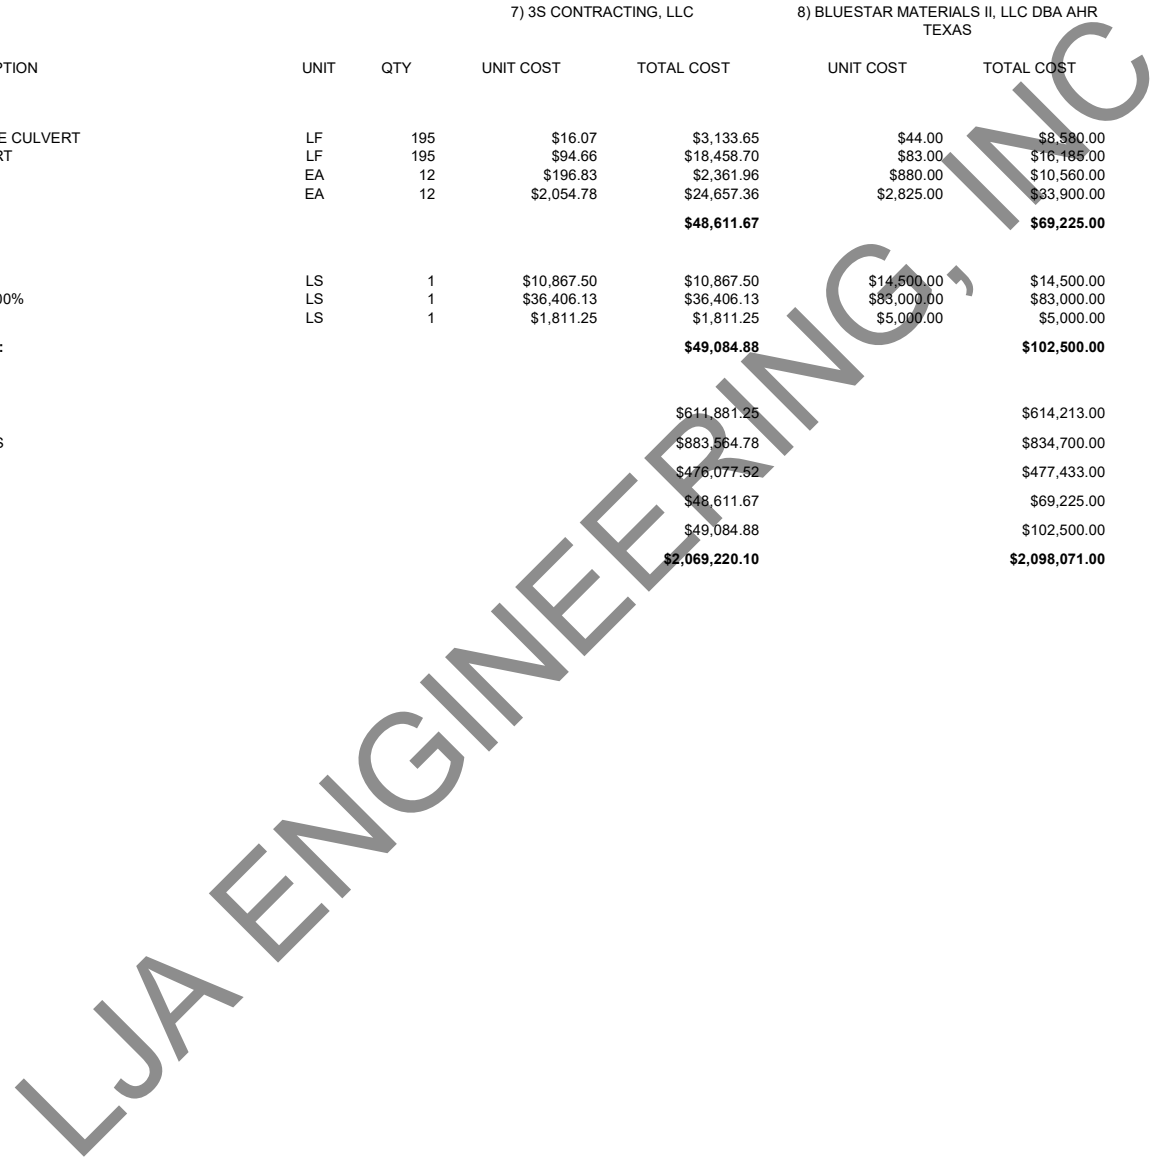 7) 3S CONTRACTING, LLC 8) BLUESTAR MATERIALS II, LLC DBA AHR
TEXAS
PTION UNIT QTY UNIT COST TOTAL COST UNIT COST TOTAL COST
E CULVERT LF 195 $16.07 $3,133.65 $44.00 $8,580.00
RT LF 195 $94.66 $18,458.70 $83.00 $16,185.00
EA 12 $196.83 $2,361.96 $880.00 $10,560.00
EA 12 $2,054.78 $24,657.36 $2,825.00 $33,900.00
$48,611.67 $69,225.00
LS 1 $10,867.50 $10,867.50 $14,500.00 $14,500.00
00% LS 1 $36,406.13 $36,406.13 $83,000.00 $83,000.00
LS 1 $1,811.25 $1,811.25 $5,000.00 $5,000.00
: $49,084.88 $102,500.00
$611,881.25 $614,213.00
S $883,564.78 $834,700.00
$476,077.52 $477,433.00
$48,611.67 $69,225.00
$49,084.88 $102,500.00
$2,069,220.10 $2,098,071.00
LJA ENGINEERING, INC